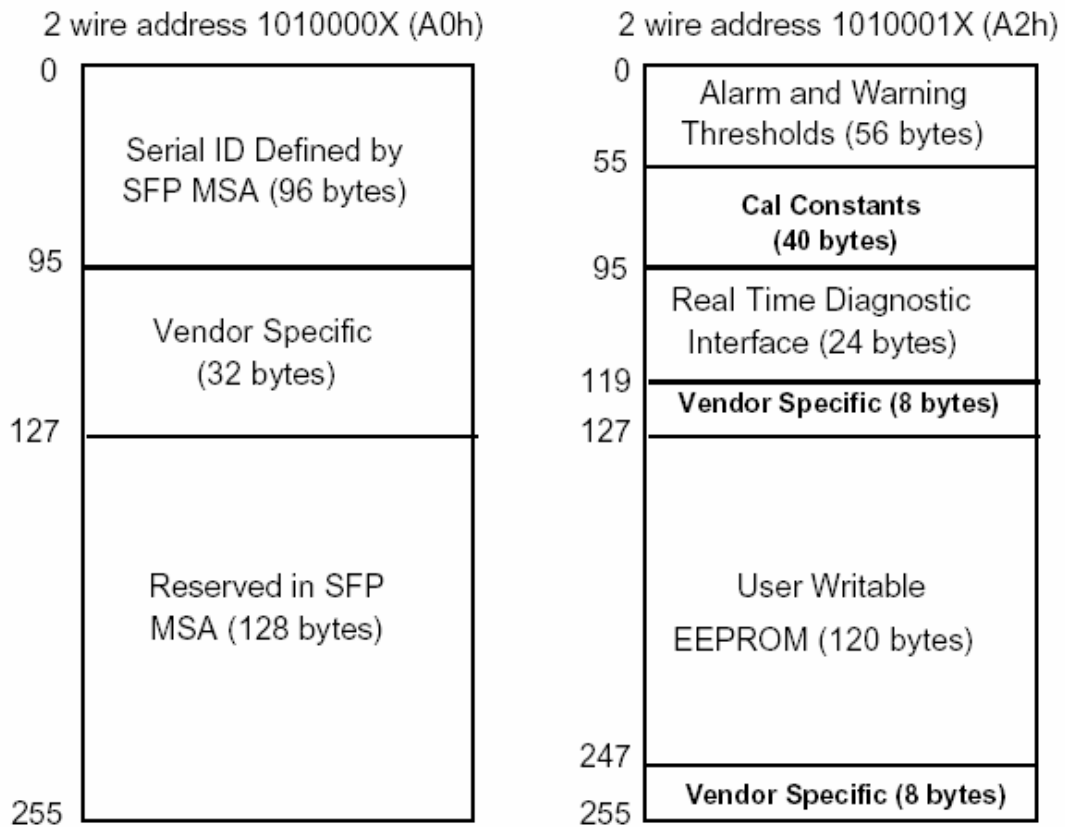 2 wire address 1010000X (A0h)
0
Serial ID Defined by
SFP MSA (96 bytes)
95
Vendor Specific
(32 bytes)
127
Reserved in SFP
MSA (128 bytes)
255
2 wire address 1010001X (A2h)
0
Alarm and Warning
Thresholds (56 bytes)
55
Cal Constants
(40 bytes)
95
Real Time Diagnostic
Interface (24 bytes)
119
Vendor Specific (8 bytes)
127
User Writable
EEPROM (120 bytes)
247
Vendor Specific (8 bytes)
255